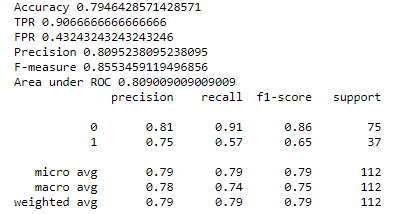 Accuracy 0.7946428571428571
TPR 0.9066666666666666
FPR 0.43243243243243246
Precision 0.8095238095238095
F-measure 0.8553459119496856
Area under ROC 0.809009009009009
precision recall f1-score support
0 0.81 0.91 0.86 75
1 0.75 0.57 0.65 37
micro avg 0.79 0.79 0.79 112
macro avg 0.78 0.74 0.75 112
weighted avg 0.79 0.79 0.79 112